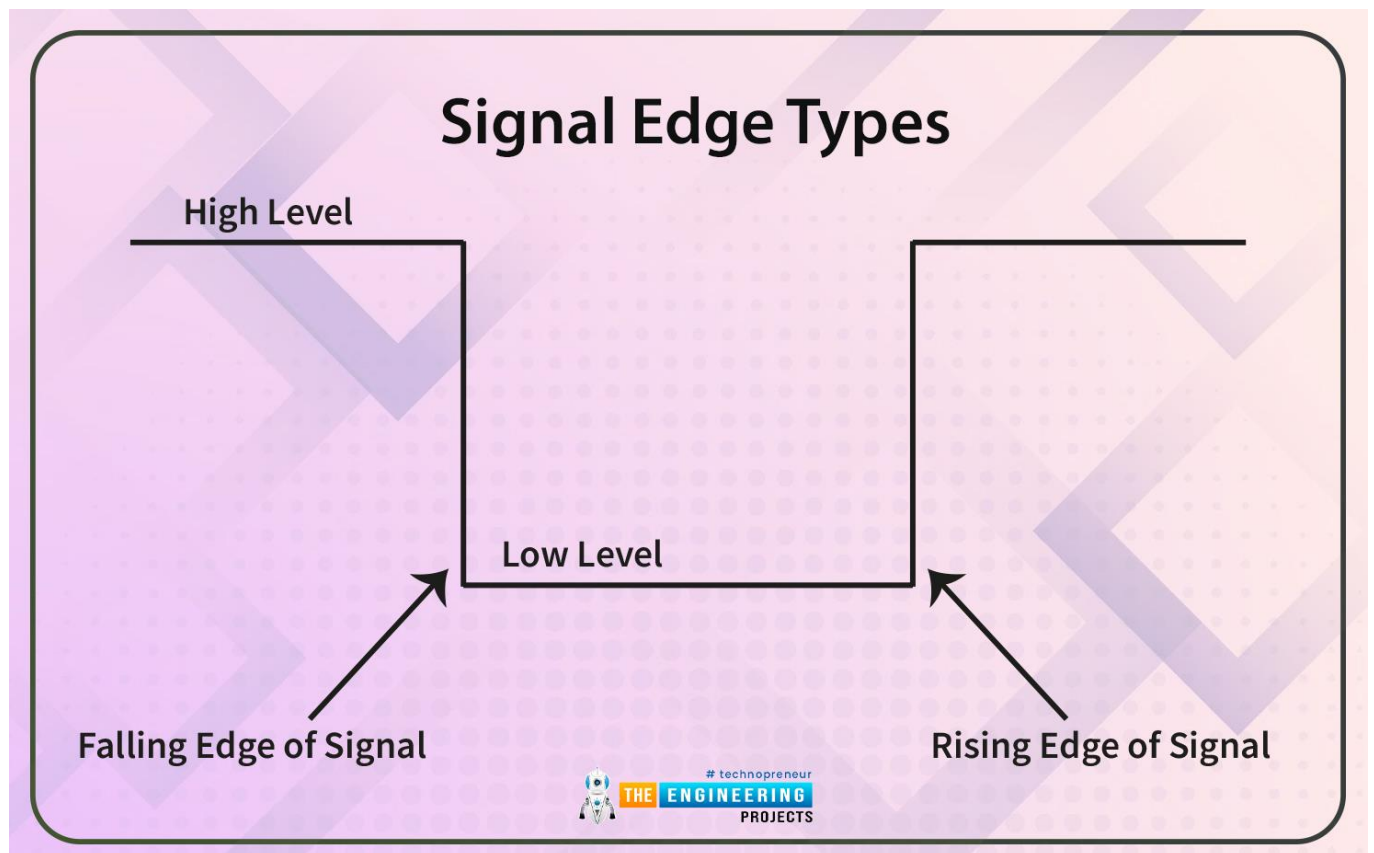 Signal Edge Types
High Level
Low Level
Falling Edge of Signal
Rising Edge of Signal
# technopreneur
THE ENGINEERING
PROJECTS